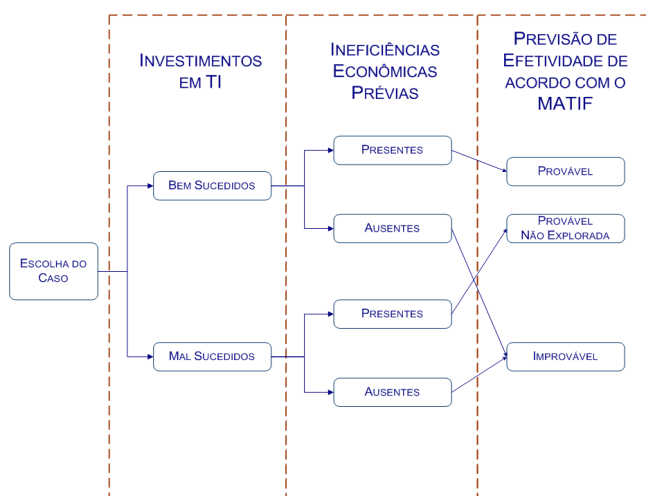 INVESTIMENTOS
EM TI
INEFICIÊNCIAS
ECONÔMICAS
PRÉVIAS
PREVISÃO DE
EFETIVIDADE DE
ACORDO COM O
MATIF
ESCOLHA DO
CASO
BEM SUCEDIDOS
MAL SUCEDIDOS
PRESENTES
AUSENTES
PRESENTES
AUSENTES
PROVÁVEL
PROVÁVEL
NÃO EXPLORADA
IMPROVÁVEL